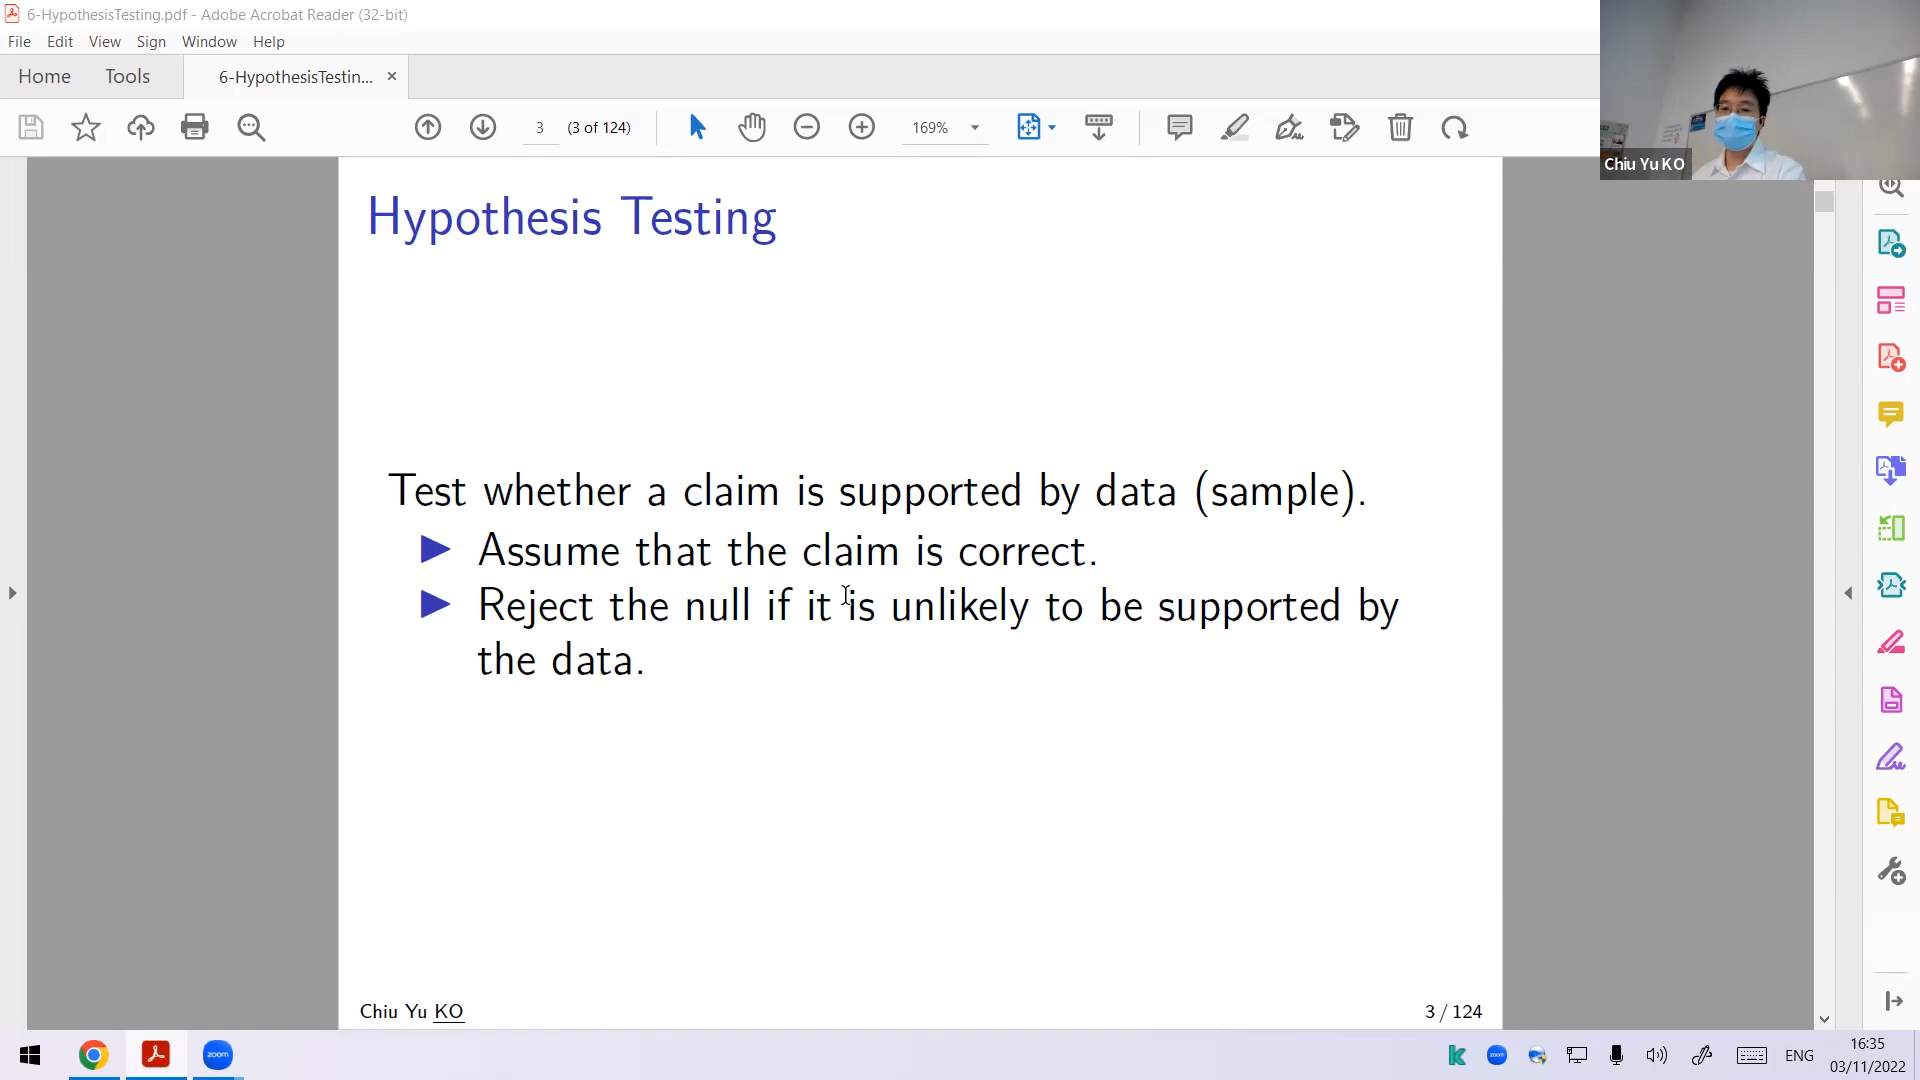 6-HypothesisTesting.pdf - Adobe Acrobat Reader (32-bit)
File Edit View Sign Window Help
Home Tools 6-HypothesisTestin... ×
3 (3 of 124) 169%
Chiu Yu KO
Hypothesis Testing
Test whether a claim is supported by data (sample).
Assume that the claim is correct.
Reject the null if it is unlikely to be supported by
the data.
Chiu Yu KO 3 / 124
zoom zoom ENG 16:35
03/11/2022